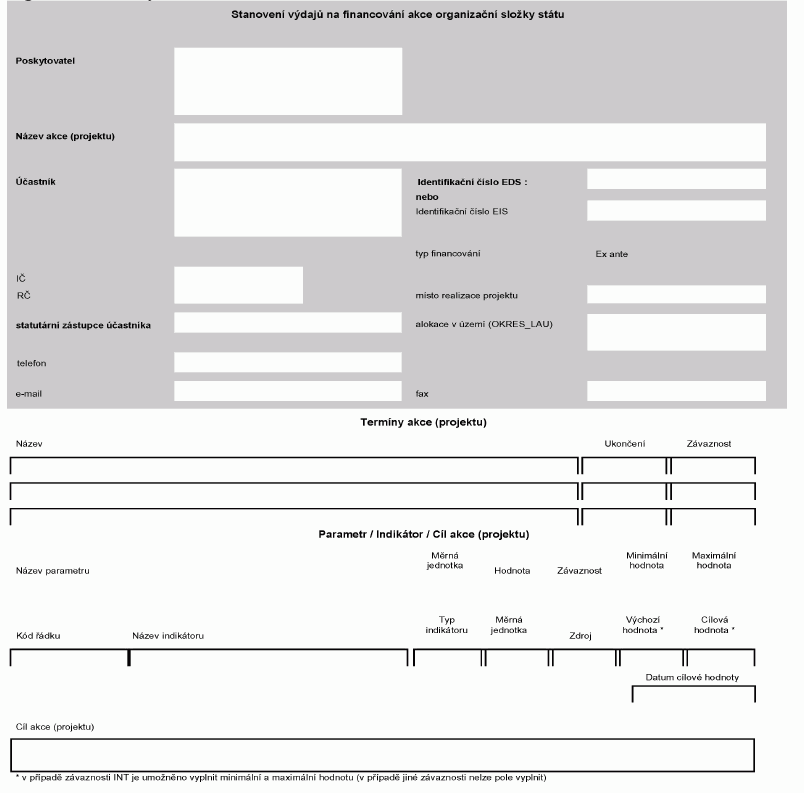 Stanovení výdajů na financování akce organizační složky státu
Poskytovatel
Název akce (projektu)
Účastník
Identifikační číslo EDS :
nebo
Identifikační číslo EIS
typ financování Ex ante
IČ
RČ
místo realizace projektu
statutární zástupce účastníka
alokace v území (OKRES_LAU)
telefon
e-mail
fax
Termíny akce (projektu)
Název Ukončení Závaznost
Parametr / Indikátor / Cíl akce (projektu)
Název parametru
Měrná
jednotka
Hodnota
Závaznost
Minimální
hodnota
Maximální
hodnota
Kód řádku
Název indikátoru
Typ
indikátoru
Měrná
jednotka
Zdroj
Výchozí
hodnota *
Cílová
hodnota *
Datum cílové hodnoty
Cíl akce (projektu)
* v případě závaznosti INT je umožněno vyplnit minimální a maximální hodnotu (v případě jiné závaznosti nelze pole vyplnit)